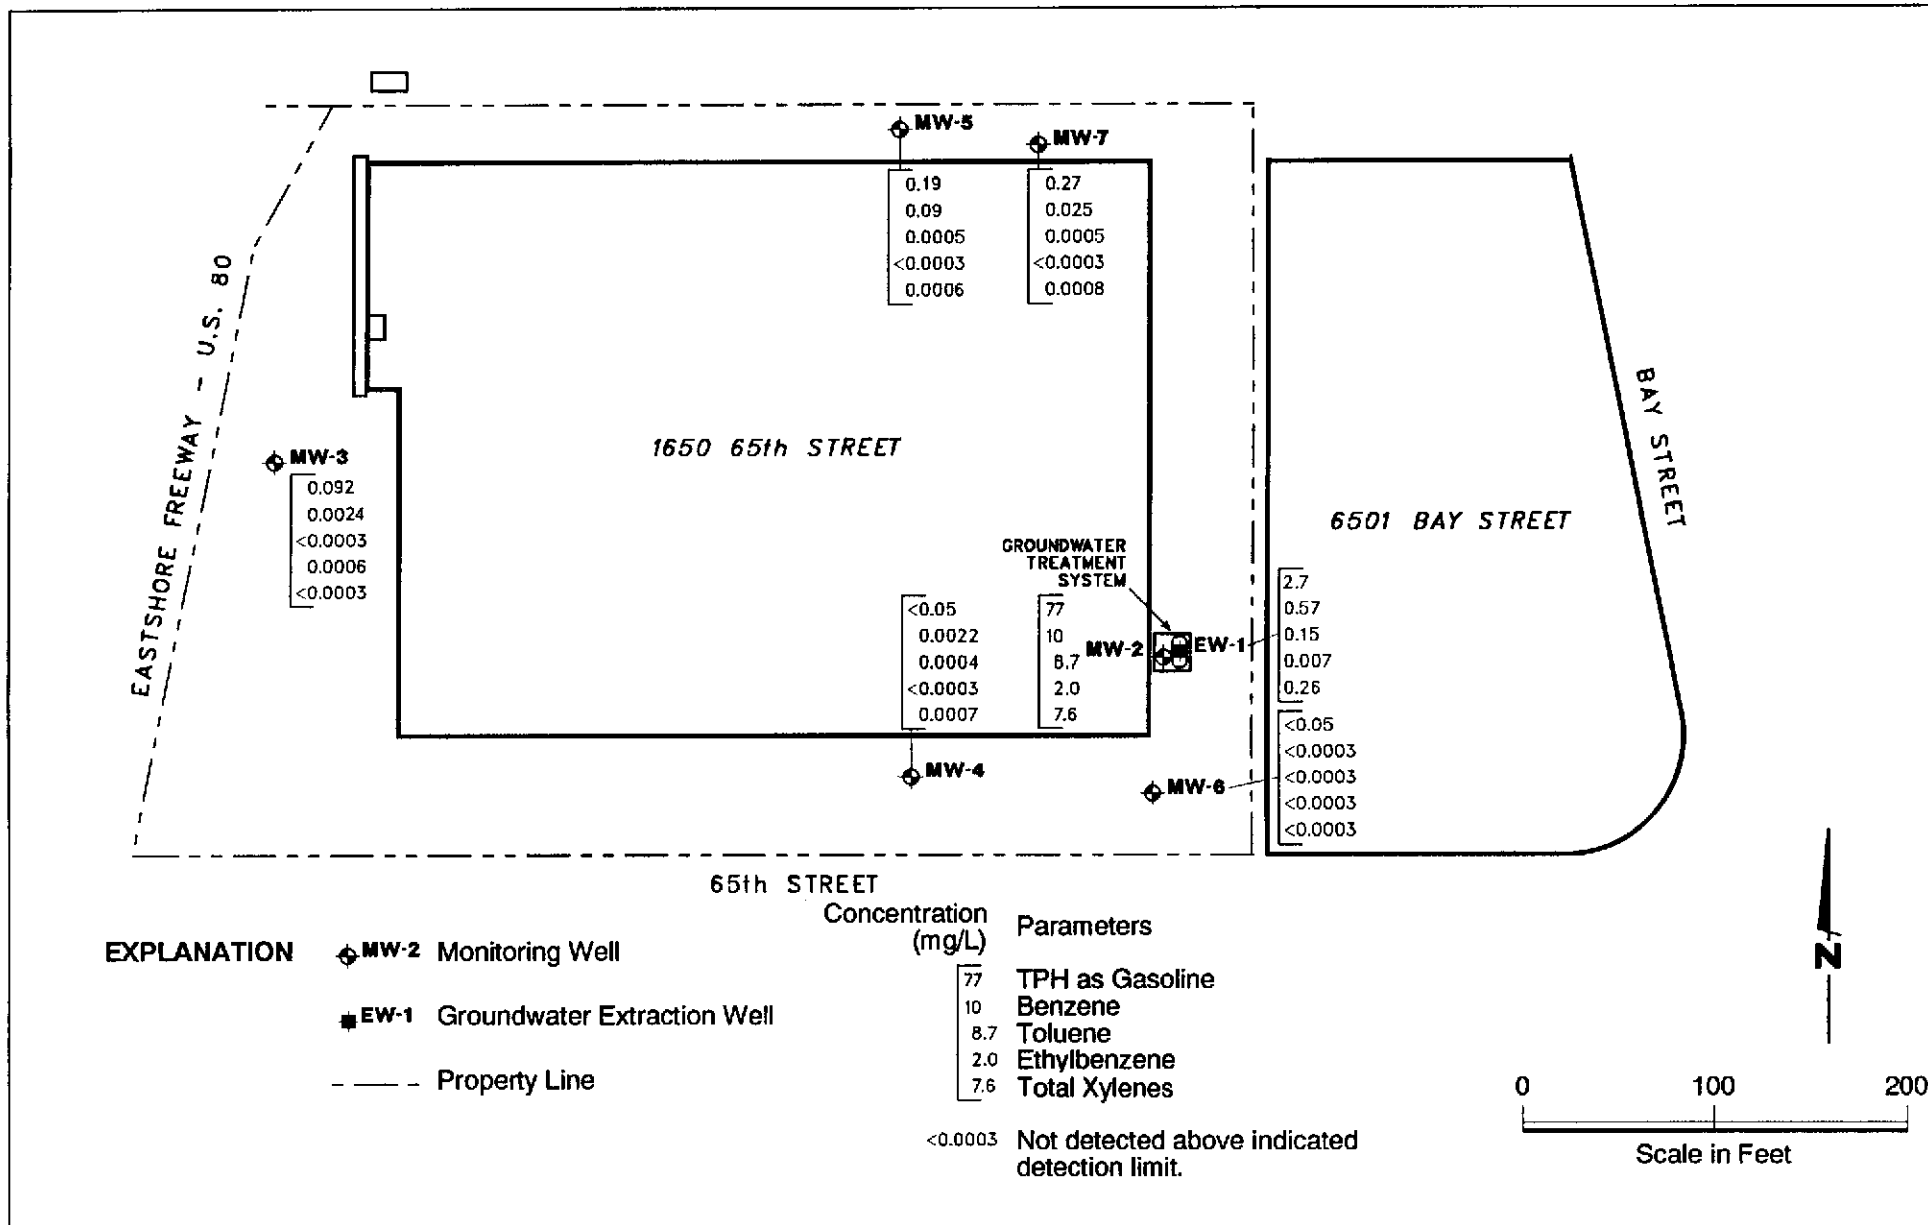 MW-5
MW-7
0.19
0.09
0.0005
<0.0003
0.0006
0.27
0.025
0.0005
<0.0003
0.0008
EASTSHORE FREEWAY - U.S. 80
1650 65th STREET
MW-3
0.092
0.0024
<0.0003
0.0006
<0.0003
BAY STREET
6501 BAY STREET
GROUNDWATER
TREATMENT
SYSTEM
<0.05
0.0022
0.0004
<0.0003
0.0007
77
10
8.7
2.0
7.6
MW-2
EW-1
2.7
0.57
0.15
0.007
0.26
MW-4
MW-6
<0.05
<0.0003
<0.0003
<0.0003
<0.0003
65th STREET
EXPLANATION
MW-2 Monitoring Well
EW-1 Groundwater Extraction Well
Property Line
Concentration
(mg/L)
Parameters
77 TPH as Gasoline
10 Benzene
8.7 Toluene
2.0 Ethylbenzene
7.6 Total Xylenes
<0.0003 Not detected above indicated
detection limit.
N
0 100 200
Scale in Feet